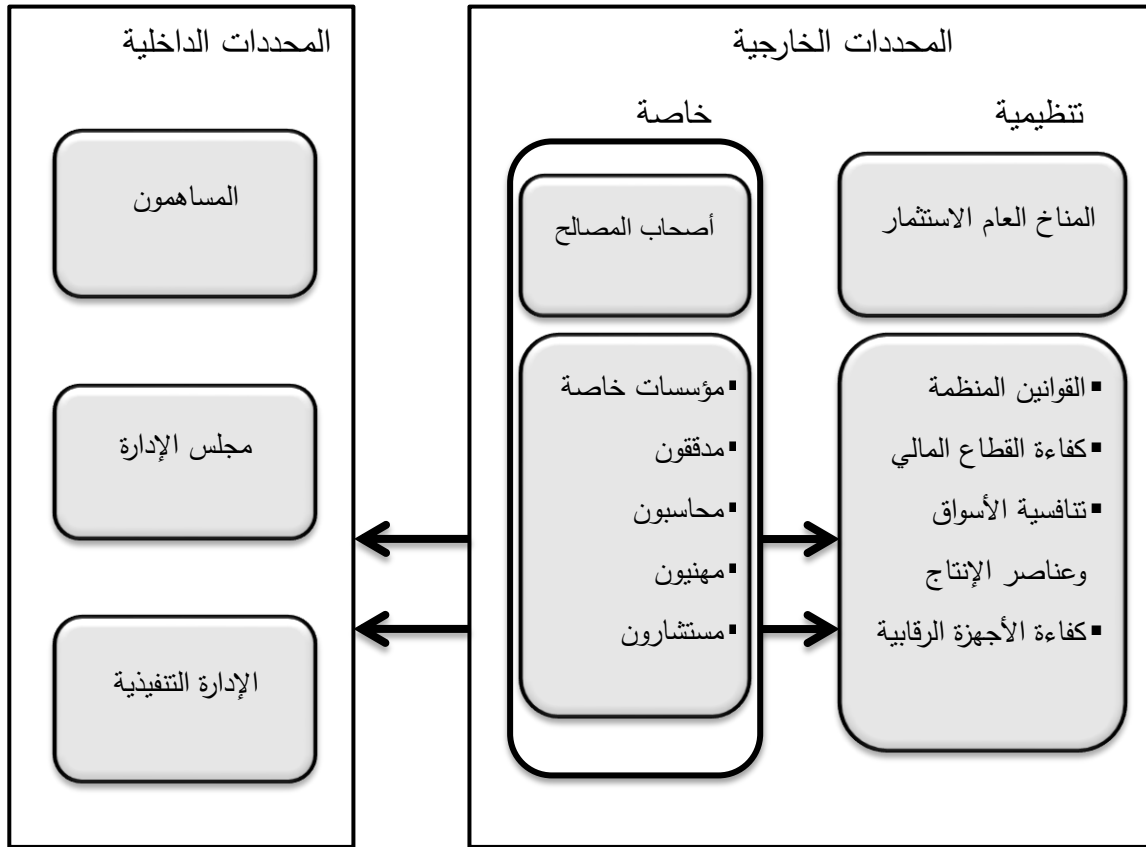 المحددات الخارجية
تنظيمية
المناخ العام الاستثمار
▪ القوانين المنظمة
▪ كفاءة القطاع المالي
▪ تنافسية الأسواق
وعناصر الإنتاج
▪ كفاءة الأجهزة الرقابية
خاصة
أصحاب المصالح
▪ مؤسسات خاصة
▪ مدققون
▪ محاسبون
▪ مهنيون
▪ مستشارون
المحددات الداخلية
المساهمون
مجلس الإدارة
الإدارة التنفيذية